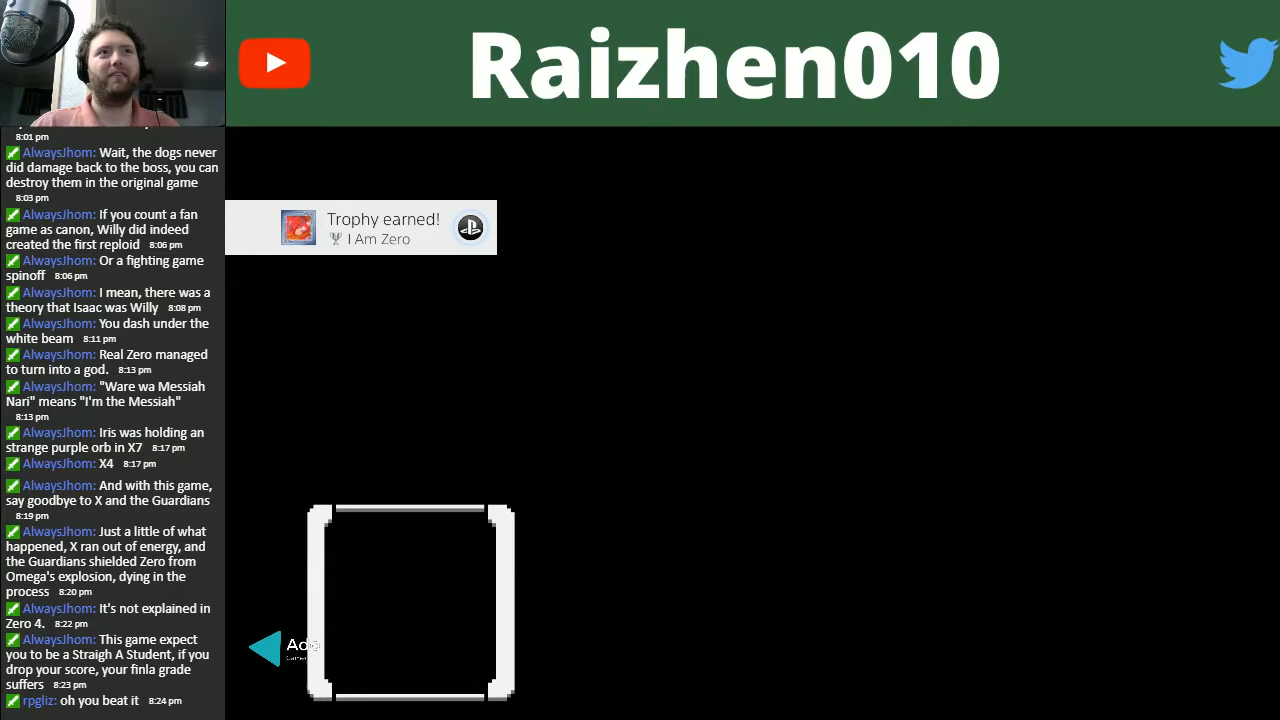 Raizhen010
8:01 pm
AlwaysJhom: Wait, the dogs never
did damage back to the boss, you can
destroy them in the original game
8:03 pm
AlwaysJhom: If you count a fan
game as canon, Willy did indeed
created the first reploid 8:06 pm
AlwaysJhom: Or a fighting game
spinoff 8:06 pm
AlwaysJhom: I mean, there was a
theory that Isaac was Willy 8:08 pm
AlwaysJhom: You dash under the
white beam 8:11 pm
AlwaysJhom: Real Zero managed
to turn into a god. 8:13 pm
AlwaysJhom: "Ware wa Messiah
Nari" means "I'm the Messiah"
8:13 pm
AlwaysJhom: Iris was holding an
strange purple orb in X7 8:17 pm
AlwaysJhom: X4 8:17 pm
AlwaysJhom: And with this game,
say goodbye to X and the Guardians
8:19 pm
AlwaysJhom: Just a little of what
happened, X ran out of energy, and
the Guardians shielded Zero from
Omega's explosion, dying in the
process 8:20 pm
AlwaysJhom: It's not explained in
Zero 4. 8:22 pm
AlwaysJhom: This game expect
you to be a Straigh A Student, if you
drop your score, your finla grade
suffers 8:23 pm
rpgliz: oh you beat it 8:24 pm
Trophy earned!
I Am Zero